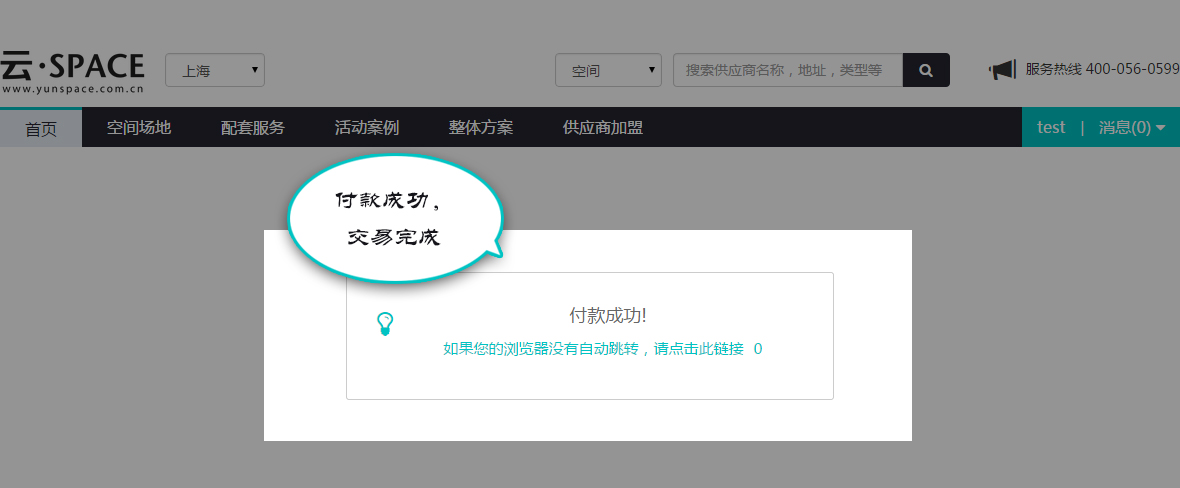 云·SPACE
www.yunspace.com.cn
上海
空间
搜索供应商名称，地址，类型等
服务热线 400-056-0599
首页 空间场地 配套服务 活动案例 整体方案 供应商加盟
test | 消息(0)
付款成功，
交易完成
付款成功!
如果您的浏览器没有自动跳转，请点击此链接 0